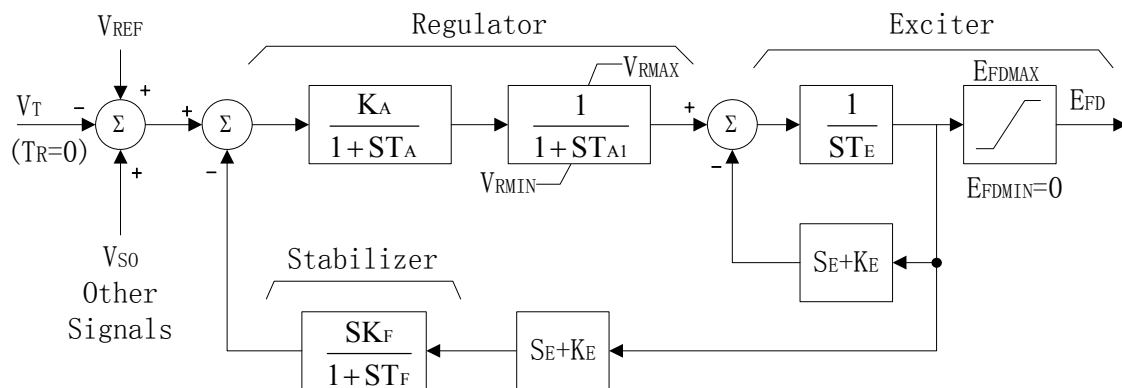 VREF
Regulator
Exciter
VT
(TR=0)
-
+
+
Σ
+
Σ
-
KA
1+STA
1
1+STA1
VRMAX
VRMIN
+
Σ
-
1
STE
EFDMAX
EFD
EFDMIN=0
SE+KE
VSO
Other
Signals
Stabilizer
SKF
1+STF
SE+KE